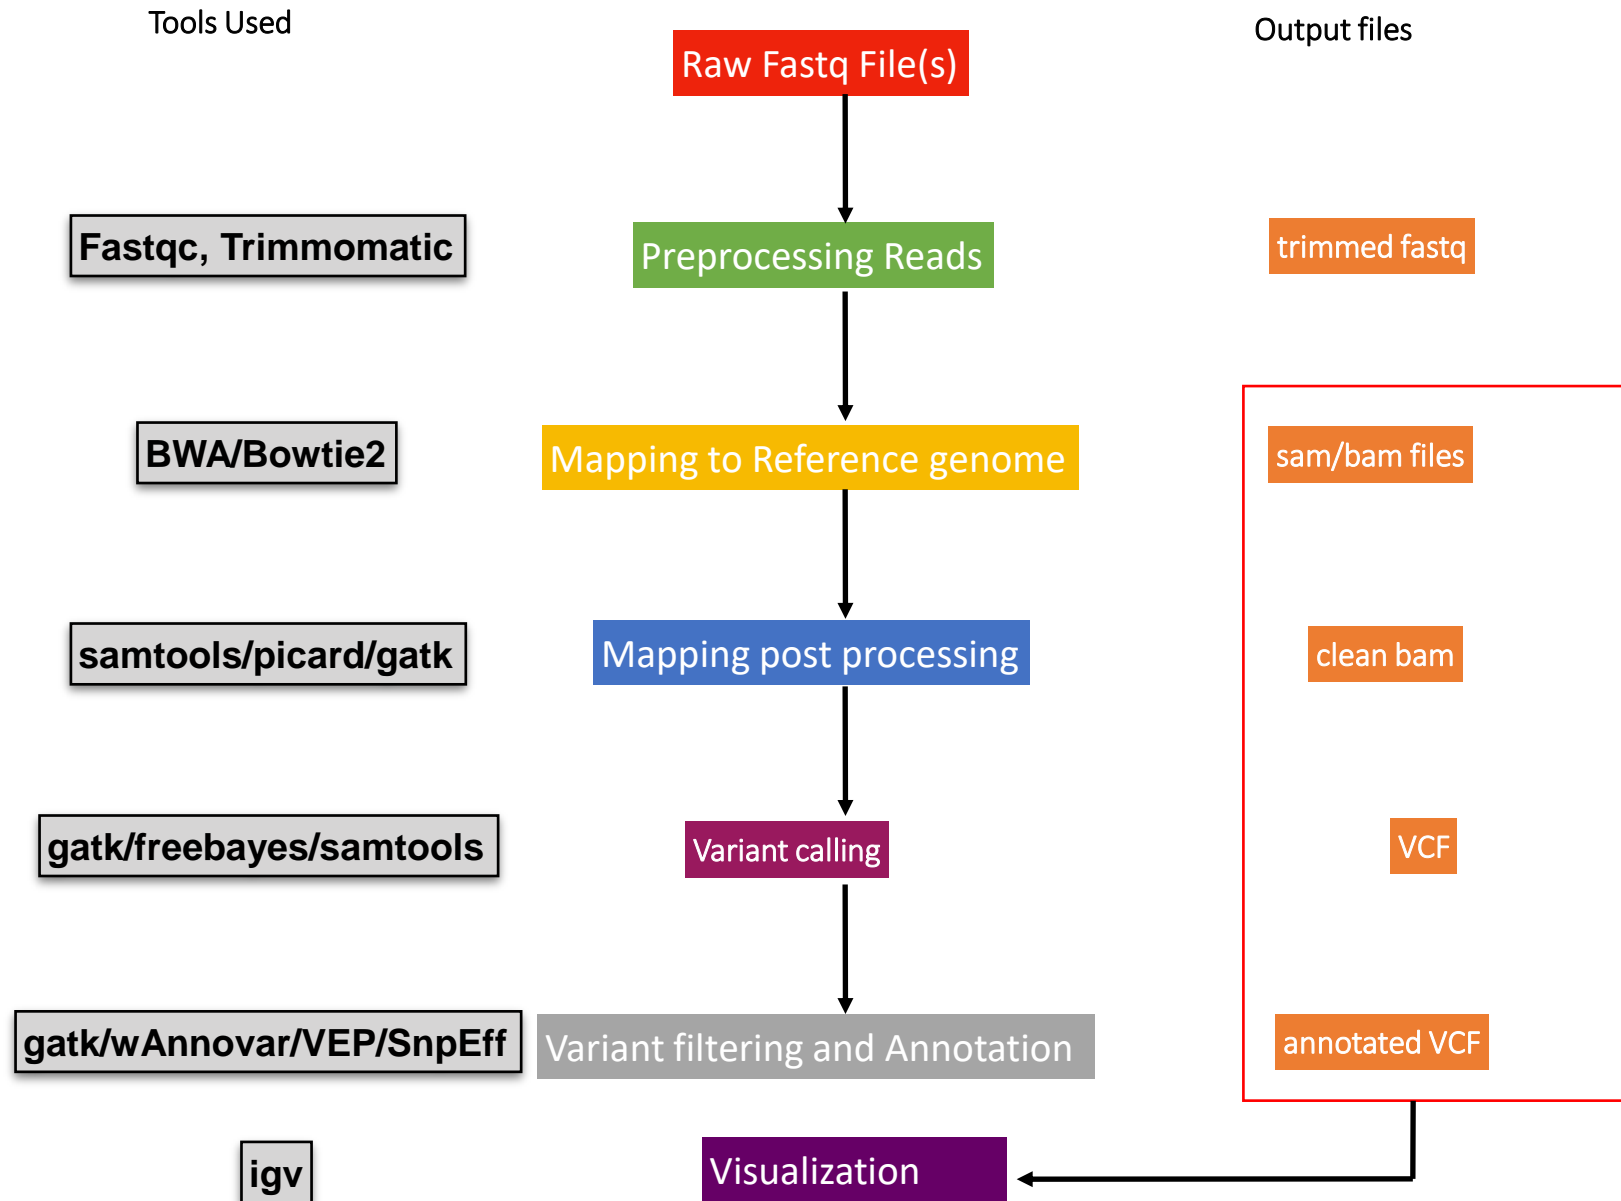 Tools Used
Output files
Raw Fastq File(s)
Fastqc, Trimmomatic
Preprocessing Reads
trimmed fastq
BWA/Bowtie2
Mapping to Reference genome
sam/bam files
samtools/picard/gatk
Mapping post processing
clean bam
gatk/freebayes/samtools
Variant calling
VCF
gatk/wAnnovar/VEP/SnpEff
Variant filtering and Annotation
annotated VCF
igv
Visualization